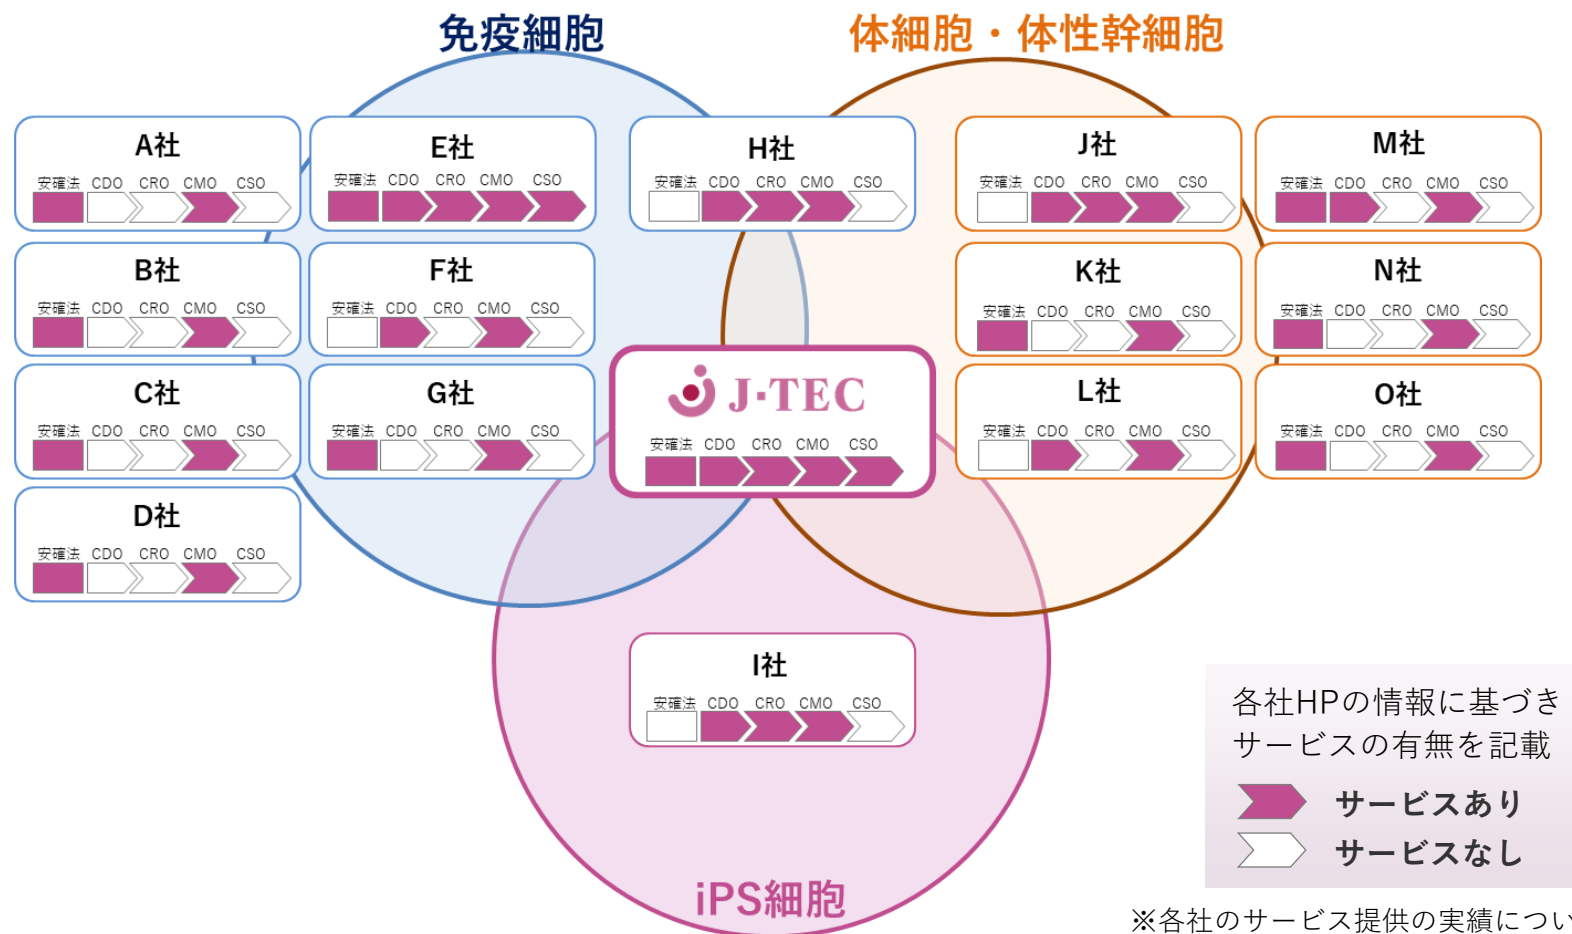 免疫細胞
体細胞・体性幹細胞
A社
安確法 CDO CRO CMO CSO
E社
安確法 CDO CRO CMO CSO
H社
安確法 CDO CRO CMO CSO
J社
安確法 CDO CRO CMO CSO
M社
安確法 CDO CRO CMO CSO
B社
安確法 CDO CRO CMO CSO
F社
安確法 CDO CRO CMO CSO
K社
安確法 CDO CRO CMO CSO
N社
安確法 CDO CRO CMO CSO
C社
安確法 CDO CRO CMO CSO
G社
安確法 CDO CRO CMO CSO
J·TEC
安確法 CDO CRO CMO CSO
L社
安確法 CDO CRO CMO CSO
O社
安確法 CDO CRO CMO CSO
D社
安確法 CDO CRO CMO CSO
I社
安確法 CDO CRO CMO CSO
iPS細胞
各社HPの情報に基づき
サービスの有無を記載
サービスあり
サービスなし
※各社のサービス提供の実績につい